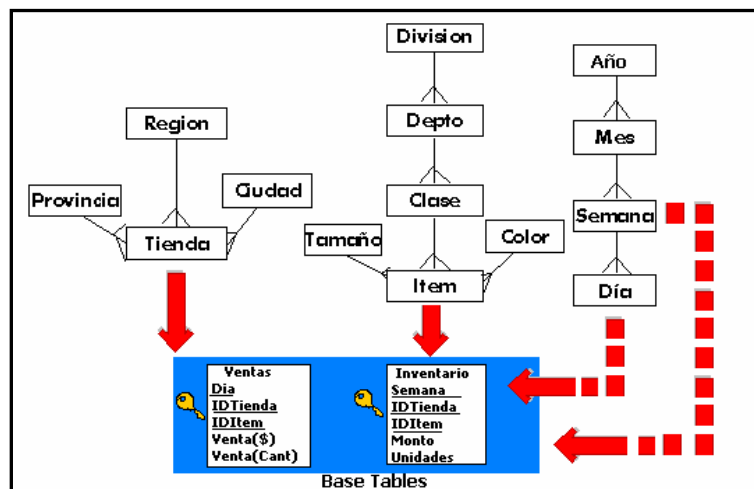 Division
Año
Region
Depto
Mes
Provincia
Ciudad
Clase
Semana
Tienda
Tamaño
Color
Item
Día
Ventas
Dia
IDTienda
IDItem
Venta($)
Venta(Cant)
Inventario
Semana
IDTienda
IDItem
Monto
Unidades
Base Tables